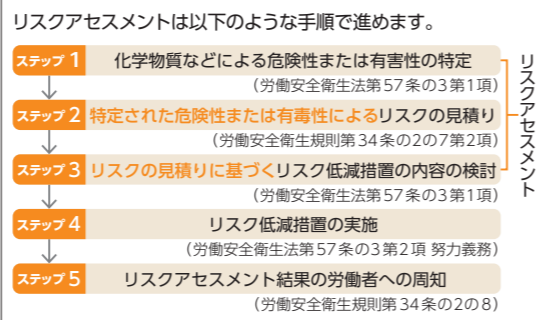 リスクアセスメントは以下のような手順で進めます。
ステップ 1 化学物質などによる危険性または有害性の特定
(労働安全衛生法第57条の3第1項)
ステップ 2 特定された危険性または有毒性によるリスクの見積り
(労働安全衛生規則第34条の2の7第2項)
ステップ 3 リスクの見積りに基づくリスク低減措置の内容の検討
(労働安全衛生法第57条の3第1項)
ステップ 4 リスク低減措置の実施
(労働安全衛生法第57条の3第2項 努力義務)
ステップ 5 リスクアセスメント結果の労働者への周知
(労働安全衛生規則第34条の2の8)
リスクアセスメント